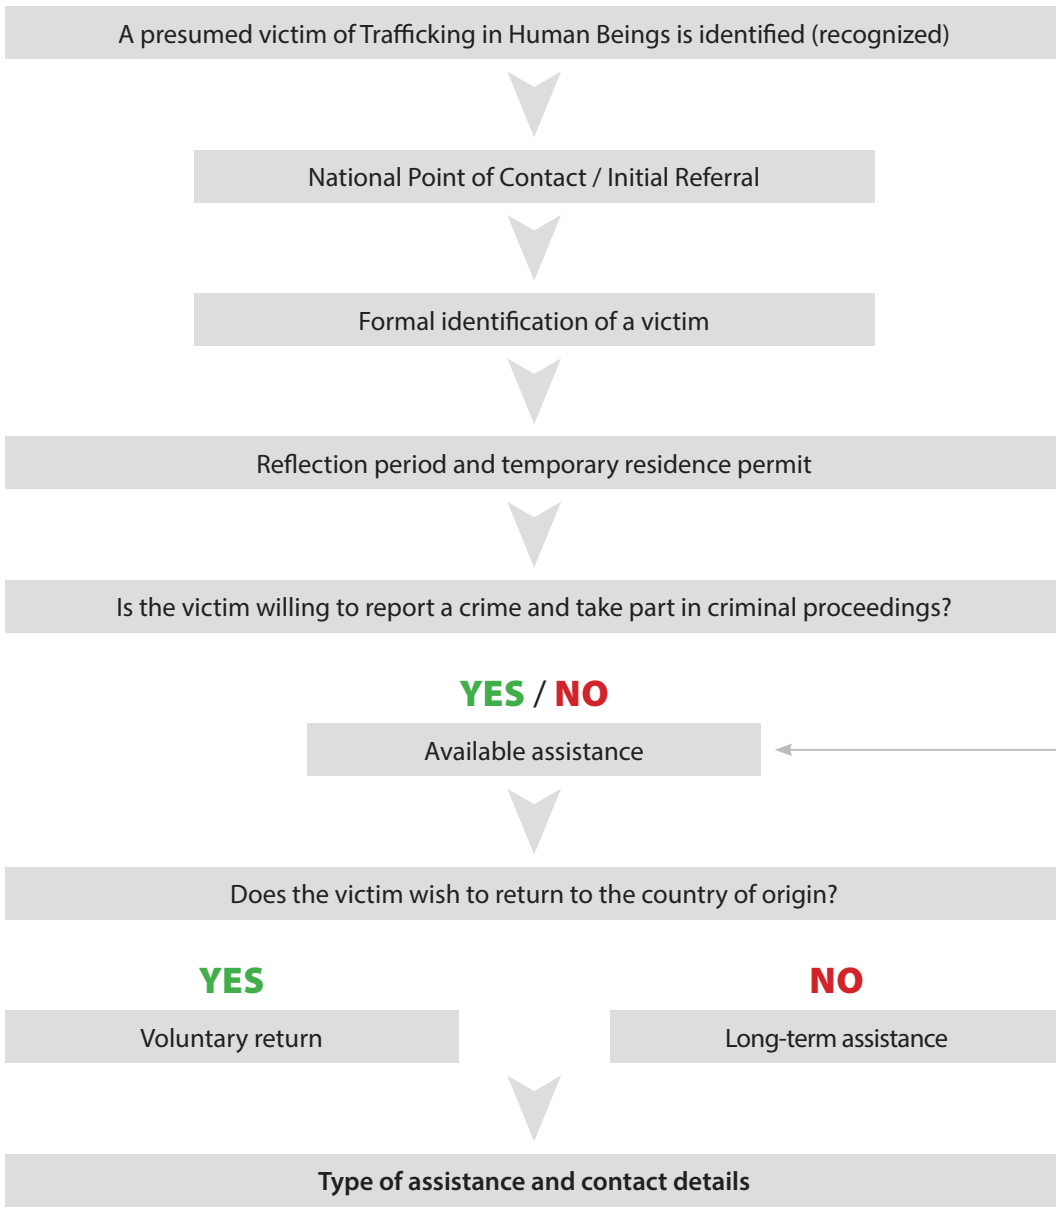 A presumed victim of Trafficking in Human Beings is identified (recognized)
National Point of Contact / Initial Referral
Formal identification of a victim
Reflection period and temporary residence permit
Is the victim willing to report a crime and take part in criminal proceedings?
YES / NO
Available assistance
Does the victim wish to return to the country of origin?
YES NO
Voluntary return Long-term assistance
Type of assistance and contact details